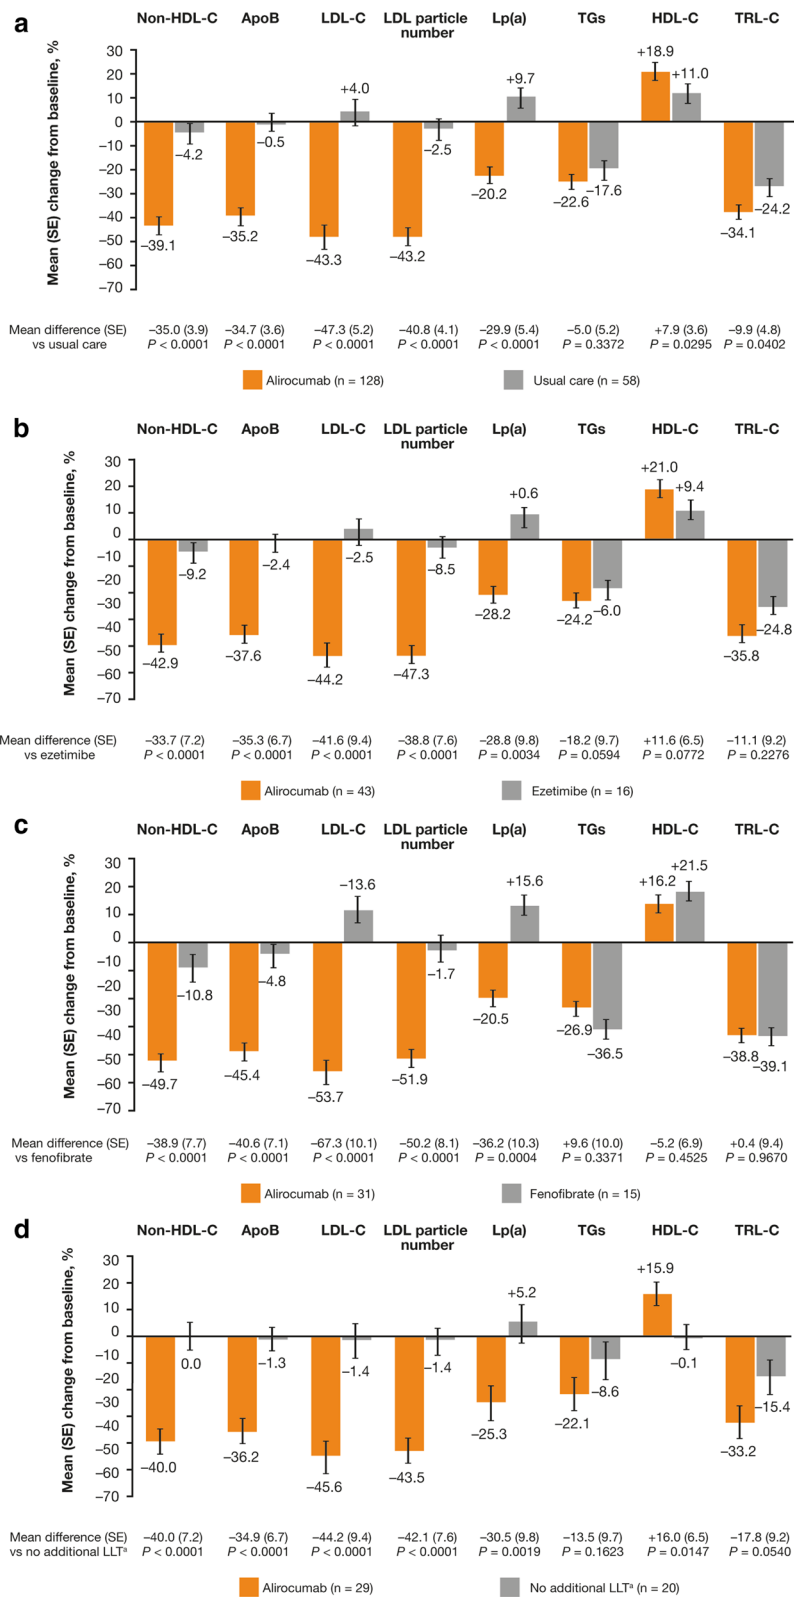 a
Non-HDL-C ApoB LDL-C LDL particle number Lp(a) TGs HDL-C TRL-C
Mean (SE) change from baseline, %
30
20
10
0
−10
−20
−30
−40
−50
−60
−70
−39.1 −4.2 −35.2 −0.5 −43.3 +4.0 −43.2 −2.5 −20.2 +9.7 −22.6 −17.6 +18.9 +11.0 −34.1 −24.2
Mean difference (SE) −35.0 (3.9) −34.7 (3.6) −47.3 (5.2) −40.8 (4.1) −29.9 (5.4) −5.0 (5.2) +7.9 (3.6) −9.9 (4.8)
vs usual care P < 0.0001 P < 0.0001 P < 0.0001 P < 0.0001 P < 0.0001 P = 0.3372 P = 0.0295 P = 0.0402
Alirocumab (n = 128) Usual care (n = 58)
b
Non-HDL-C ApoB LDL-C LDL particle number Lp(a) TGs HDL-C TRL-C
Mean (SE) change from baseline, %
30
20
10
0
−10
−20
−30
−40
−50
−60
−70
−42.9 −9.2 −37.6 −2.4 −44.2 −2.5 −47.3 −8.5 −28.2 +0.6 −24.2 −6.0 +21.0 +9.4 −35.8 −24.8
Mean difference (SE) −33.7 (7.2) −35.3 (6.7) −41.6 (9.4) −38.8 (7.6) −28.8 (9.8) −18.2 (9.7) +11.6 (6.5) −11.1 (9.2)
vs ezetimibe P < 0.0001 P < 0.0001 P < 0.0001 P < 0.0001 P = 0.0034 P = 0.0594 P = 0.0772 P = 0.2276
Alirocumab (n = 43) Ezetimibe (n = 16)
c
Non-HDL-C ApoB LDL-C LDL particle number Lp(a) TGs HDL-C TRL-C
Mean (SE) change from baseline, %
30
20
10
0
−10
−20
−30
−40
−50
−60
−70
−49.7 −10.8 −45.4 −4.8 −53.7 −13.6 −51.9 −1.7 −20.5 +15.6 −26.9 −36.5 +16.2 +21.5 −38.8 −39.1
Mean difference (SE) −38.9 (7.7) −40.6 (7.1) −67.3 (10.1) −50.2 (8.1) −36.2 (10.3) +9.6 (10.0) −5.2 (6.9) +0.4 (9.4)
vs fenofibrate P < 0.0001 P < 0.0001 P < 0.0001 P < 0.0001 P = 0.0004 P = 0.3371 P = 0.4525 P = 0.9670
Alirocumab (n = 31) Fenofibrate (n = 15)
d
Non-HDL-C ApoB LDL-C LDL particle number Lp(a) TGs HDL-C TRL-C
Mean (SE) change from baseline, %
30
20
10
0
−10
−20
−30
−40
−50
−60
−70
−40.0 0.0 −36.2 −1.3 −45.6 −1.4 −43.5 −1.4 −25.3 +5.2 −22.1 −8.6 +15.9 −0.1 −33.2 −15.4
Mean difference (SE) −40.0 (7.2) −34.9 (6.7) −44.2 (9.4) −42.1 (7.6) −30.5 (9.8) −13.5 (9.7) +16.0 (6.5) −17.8 (9.2)
vs no additional LLTᵃ P < 0.0001 P < 0.0001 P < 0.0001 P < 0.0001 P = 0.0019 P = 0.1623 P = 0.0147 P = 0.0540
Alirocumab (n = 29) No additional LLTᵃ (n = 20)